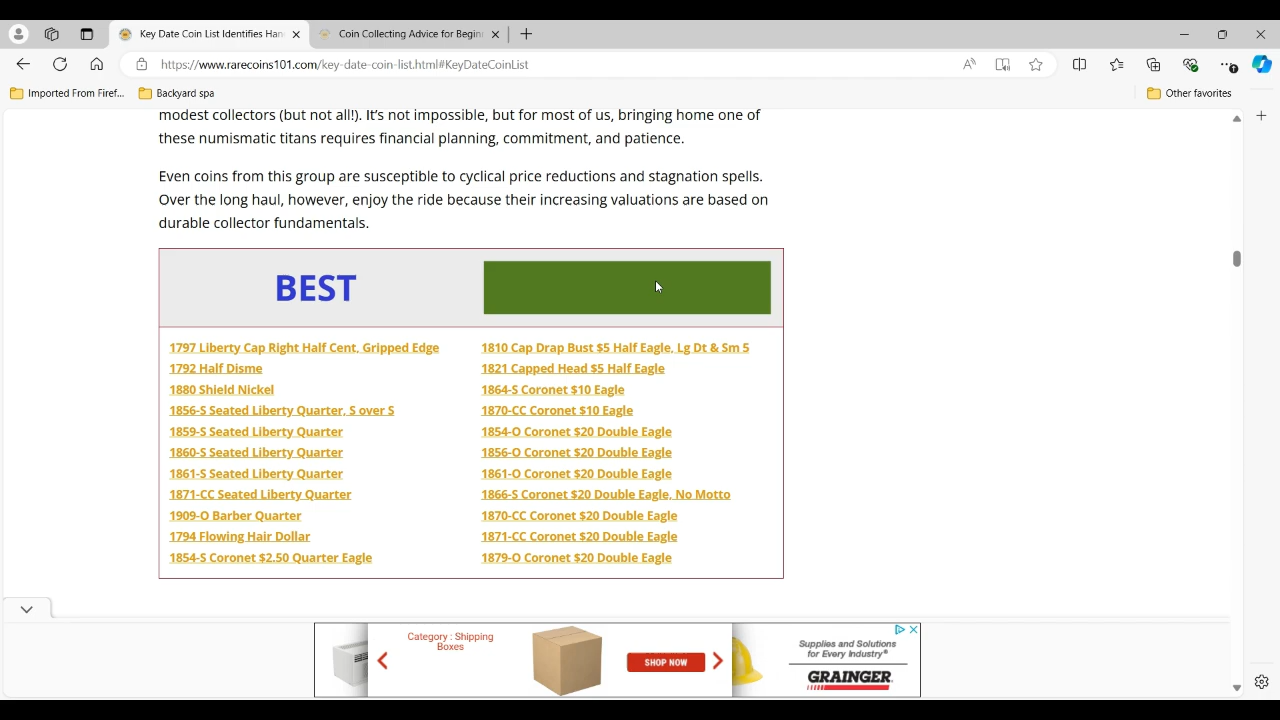 Key Date Coin List Identifies Han
Coin Collecting Advice for Begin
https://www.rarecoins101.com/key-date-coin-list.html#KeyDateCoinList
Imported From Firef...
Backyard spa
Other favorites
modest collectors (but not all!). It's not impossible, but for most of us, bringing home one of
these numismatic titans requires financial planning, commitment, and patience.
Even coins from this group are susceptible to cyclical price reductions and stagnation spells.
Over the long haul, however, enjoy the ride because their increasing valuations are based on
durable collector fundamentals.
BEST
1797 Liberty Cap Right Half Cent, Gripped Edge
1792 Half Disme
1880 Shield Nickel
1856-S Seated Liberty Quarter, S over S
1859-S Seated Liberty Quarter
1860-S Seated Liberty Quarter
1861-S Seated Liberty Quarter
1871-CC Seated Liberty Quarter
1909-O Barber Quarter
1794 Flowing Hair Dollar
1854-S Coronet $2.50 Quarter Eagle
1810 Cap Drap Bust $5 Half Eagle, Lg Dt & Sm 5
1821 Capped Head $5 Half Eagle
1864-S Coronet $10 Eagle
1870-CC Coronet $10 Eagle
1854-O Coronet $20 Double Eagle
1856-O Coronet $20 Double Eagle
1861-O Coronet $20 Double Eagle
1866-S Coronet $20 Double Eagle, No Motto
1870-CC Coronet $20 Double Eagle
1871-CC Coronet $20 Double Eagle
1879-O Coronet $20 Double Eagle
Category : Shipping
Boxes
SHOP NOW
Supplies and Solutions
for Every Industry®
GRAINGER